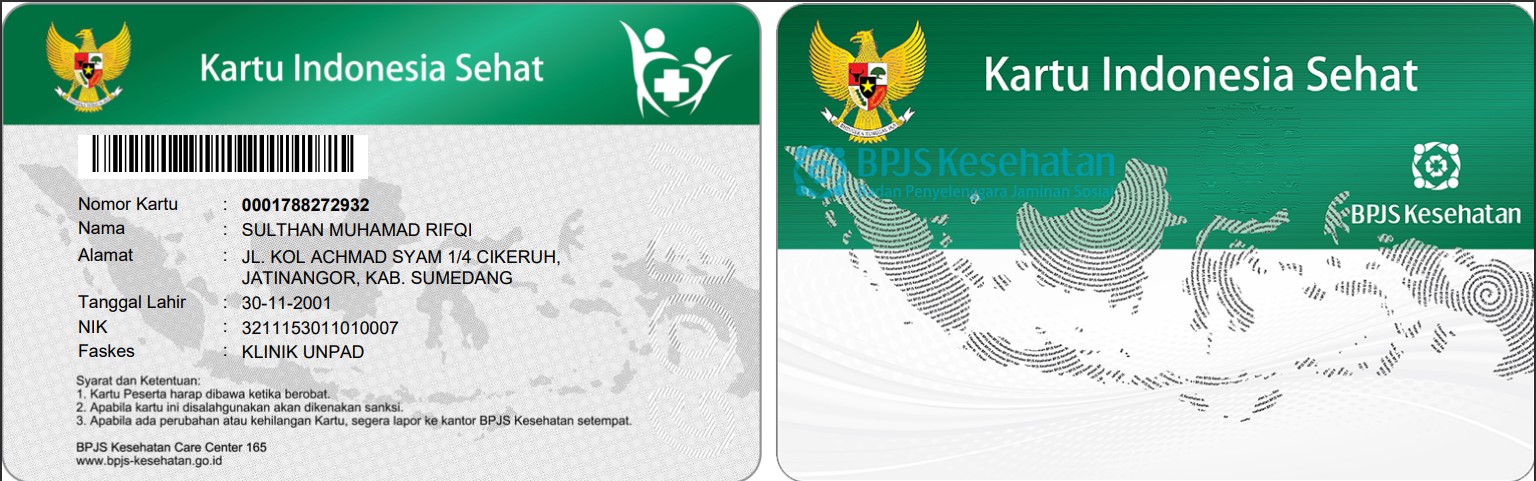 Kartu Indonesia Sehat
Nomor Kartu : 0001788272932
Nama : SULTHAN MUHAMAD RIFQI
Alamat : JL. KOL ACHMAD SYAM 1/4 CIKERUH,
JATINANGOR, KAB. SUMEDANG
Tanggal Lahir : 30-11-2001
NIK : 3211153011010007
Faskes : KLINIK UNPAD
Syarat dan Ketentuan:
1. Kartu Peserta harap dibawa ketika berobat.
2. Apabila kartu ini disalahgunakan akan dikenakan sanksi.
3. Apabila ada perubahan atau kehilangan Kartu, segera lapor ke kantor BPJS Kesehatan setempat.
BPJS Kesehatan Care Center 165
www.bpjs-kesehatan.go.id
Kartu Indonesia Sehat
BPJS Kesehatan
Badan Penyelenggara Jaminan Sosial
BPJS Kesehatan